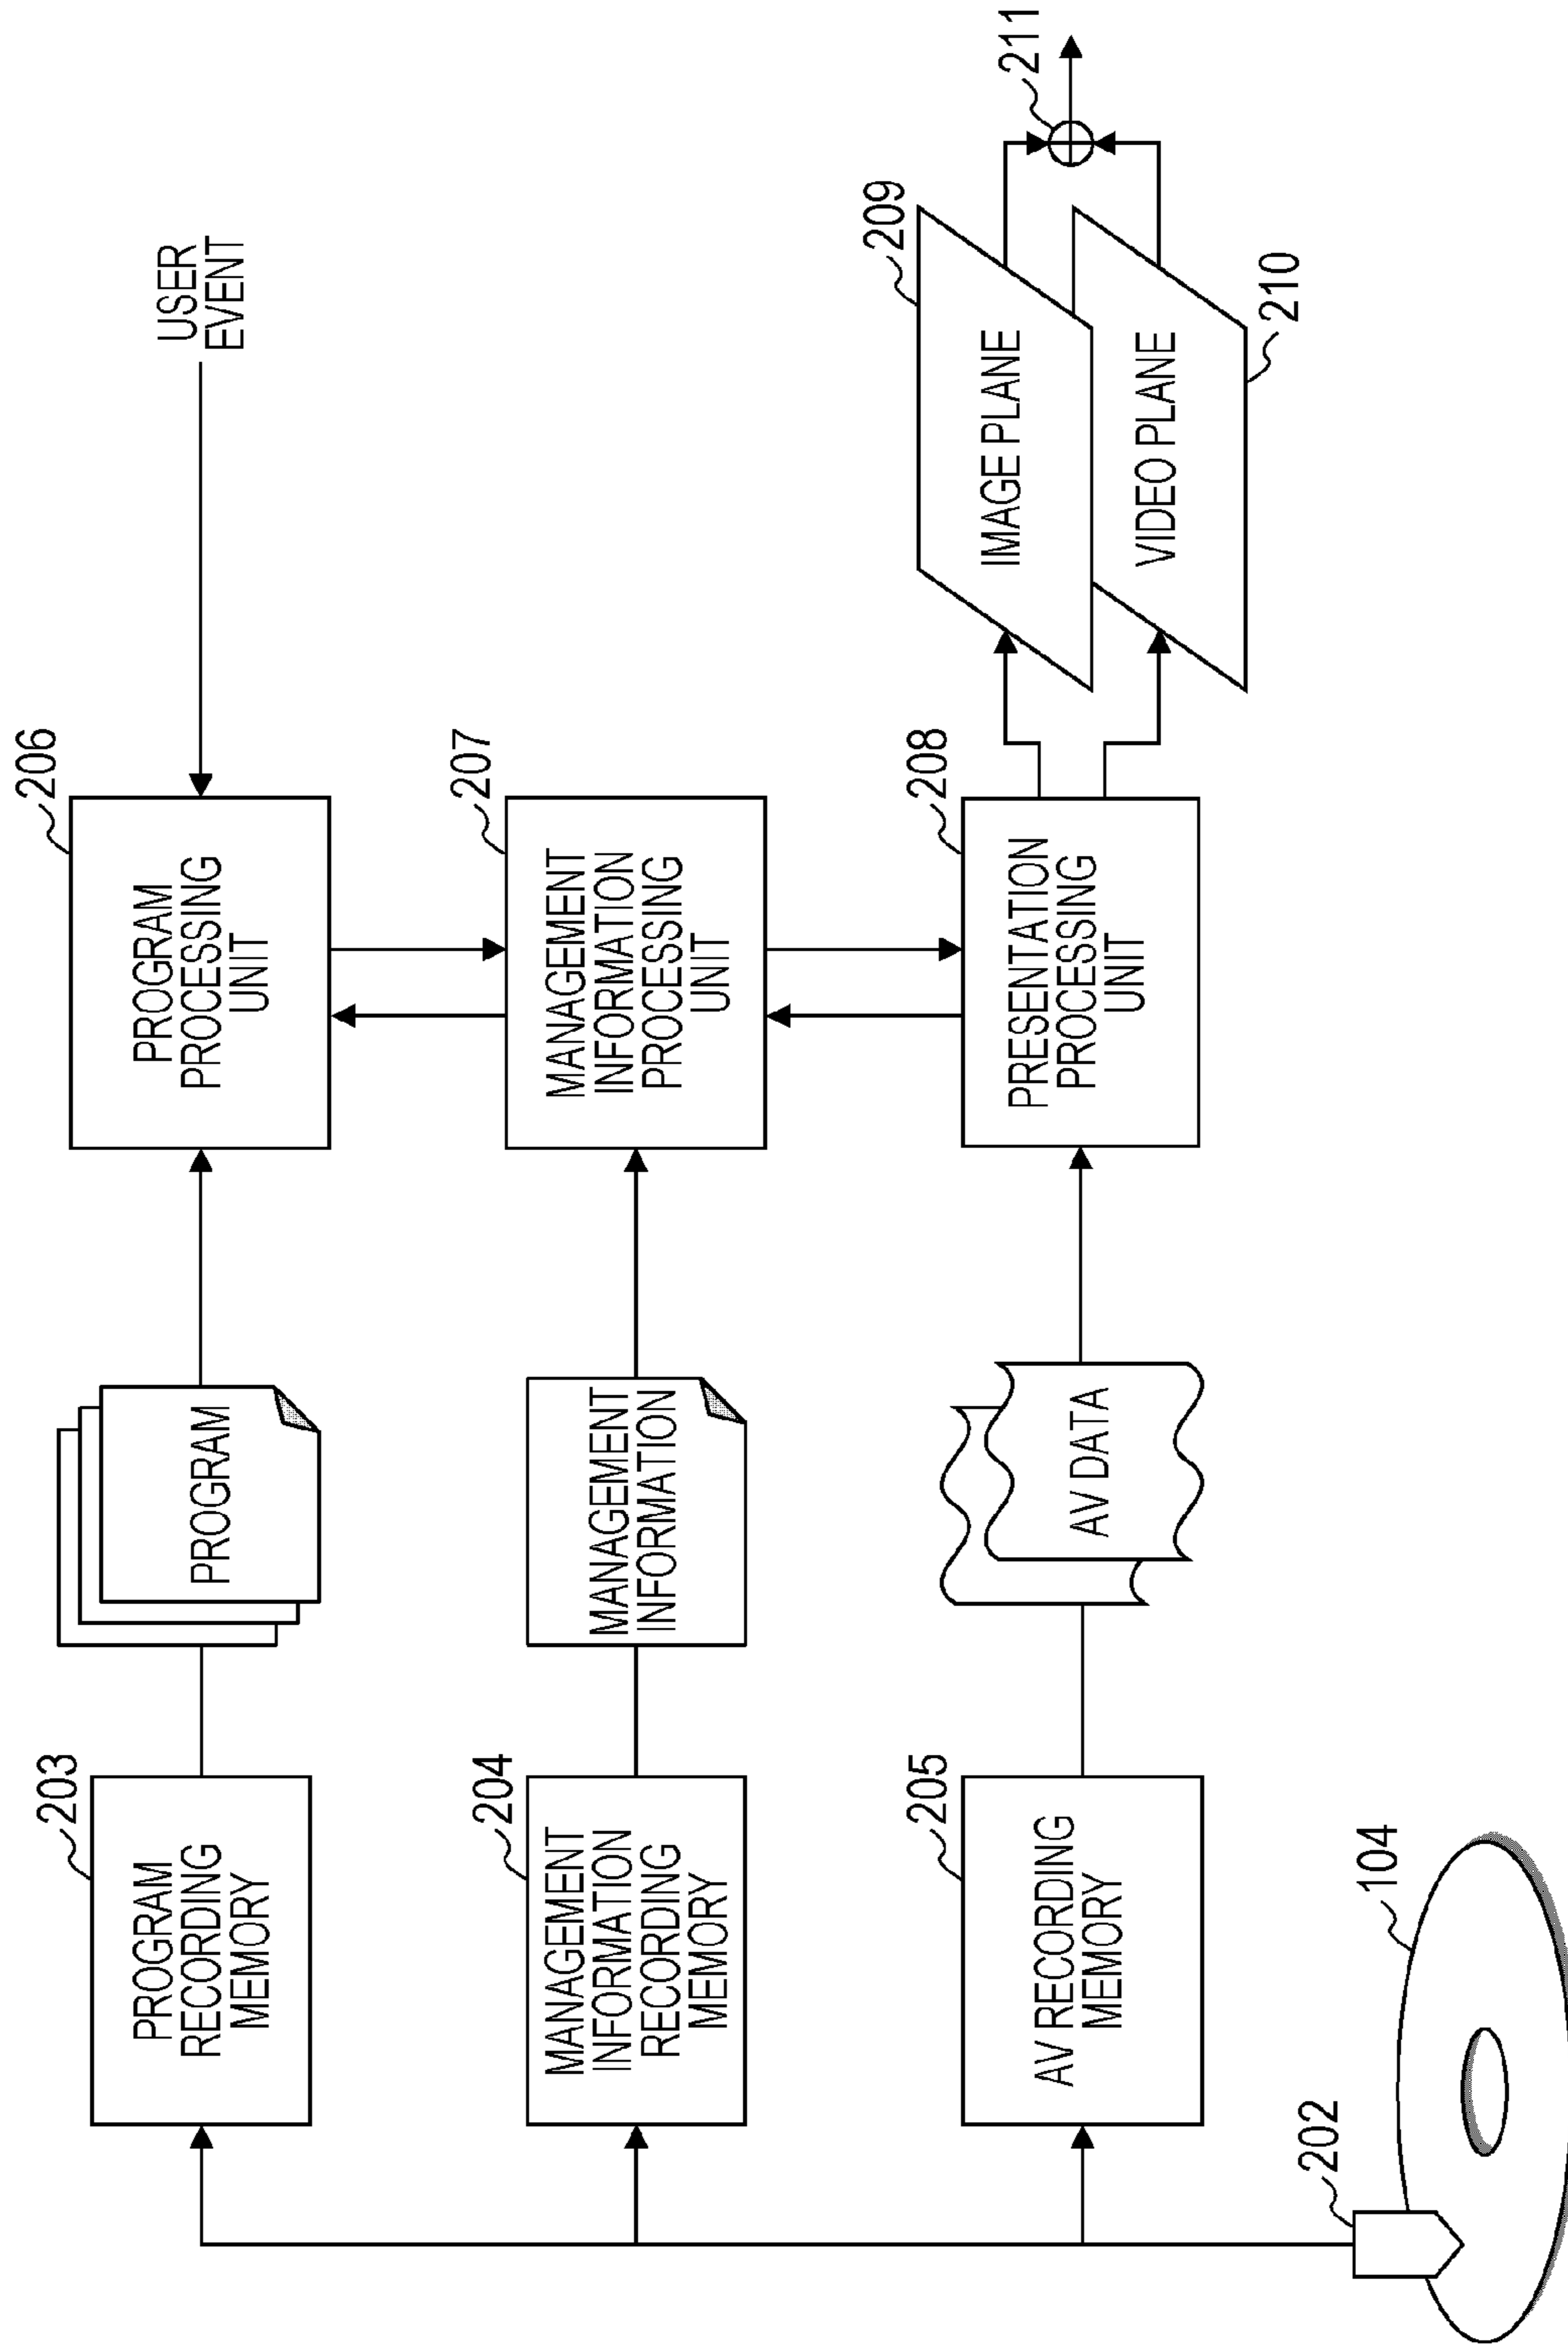 203
PROGRAM
RECORDING
MEMORY
PROGRAM
206
PROGRAM
PROCESSING
UNIT
USER
EVENT
204
MANAGEMENT
INFORMATION
RECORDING
MEMORY
MANAGEMENT
INFORMATION
207
MANAGEMENT
INFORMATION
PROCESSING
UNIT
205
AV RECORDING
MEMORY
AV DATA
208
PRESENTATION
PROCESSING
UNIT
209
IMAGE PLANE
VIDEO PLANE
210
211
202
104